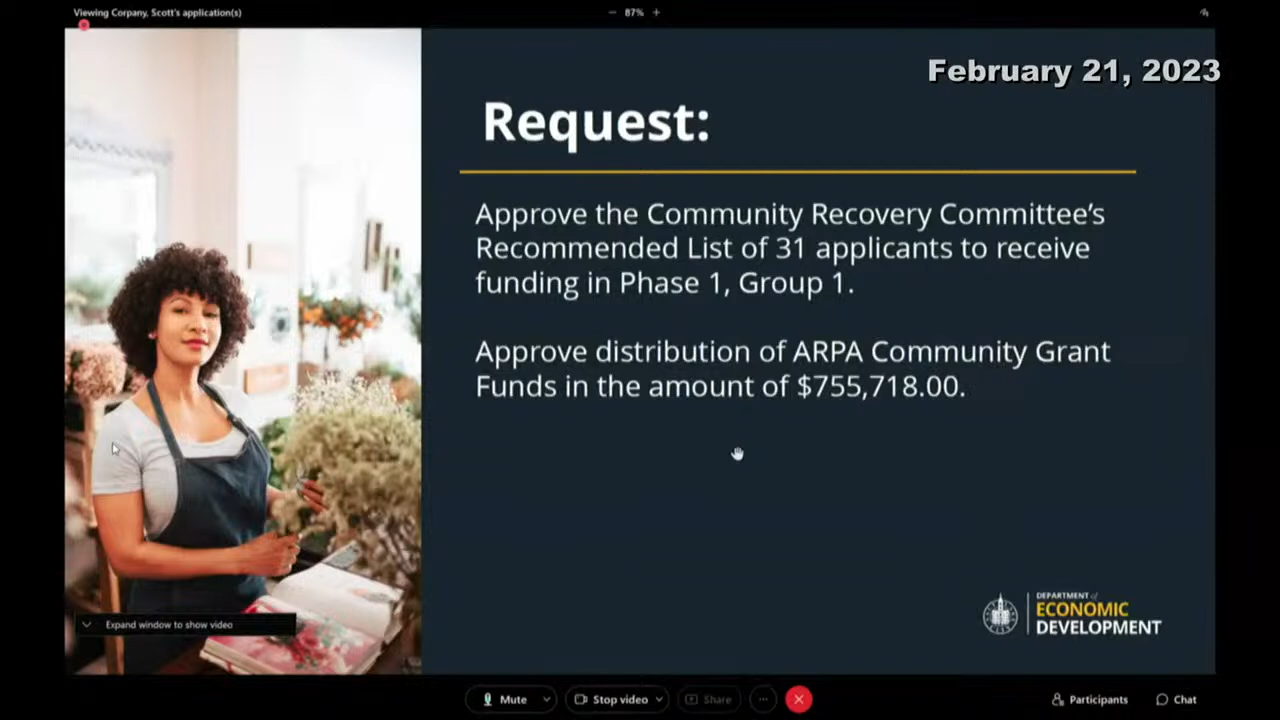 Viewing Corpany, Scott's application(s)
87%
February 21, 2023
Request:
Approve the Community Recovery Committee's
Recommended List of 31 applicants to receive
funding in Phase 1, Group 1.
Approve distribution of ARPA Community Grant
Funds in the amount of $755,718.00.
DEPARTMENT of
ECONOMIC
DEVELOPMENT
Expand window to show video
Mute
Stop video
Share
Participants
Chat